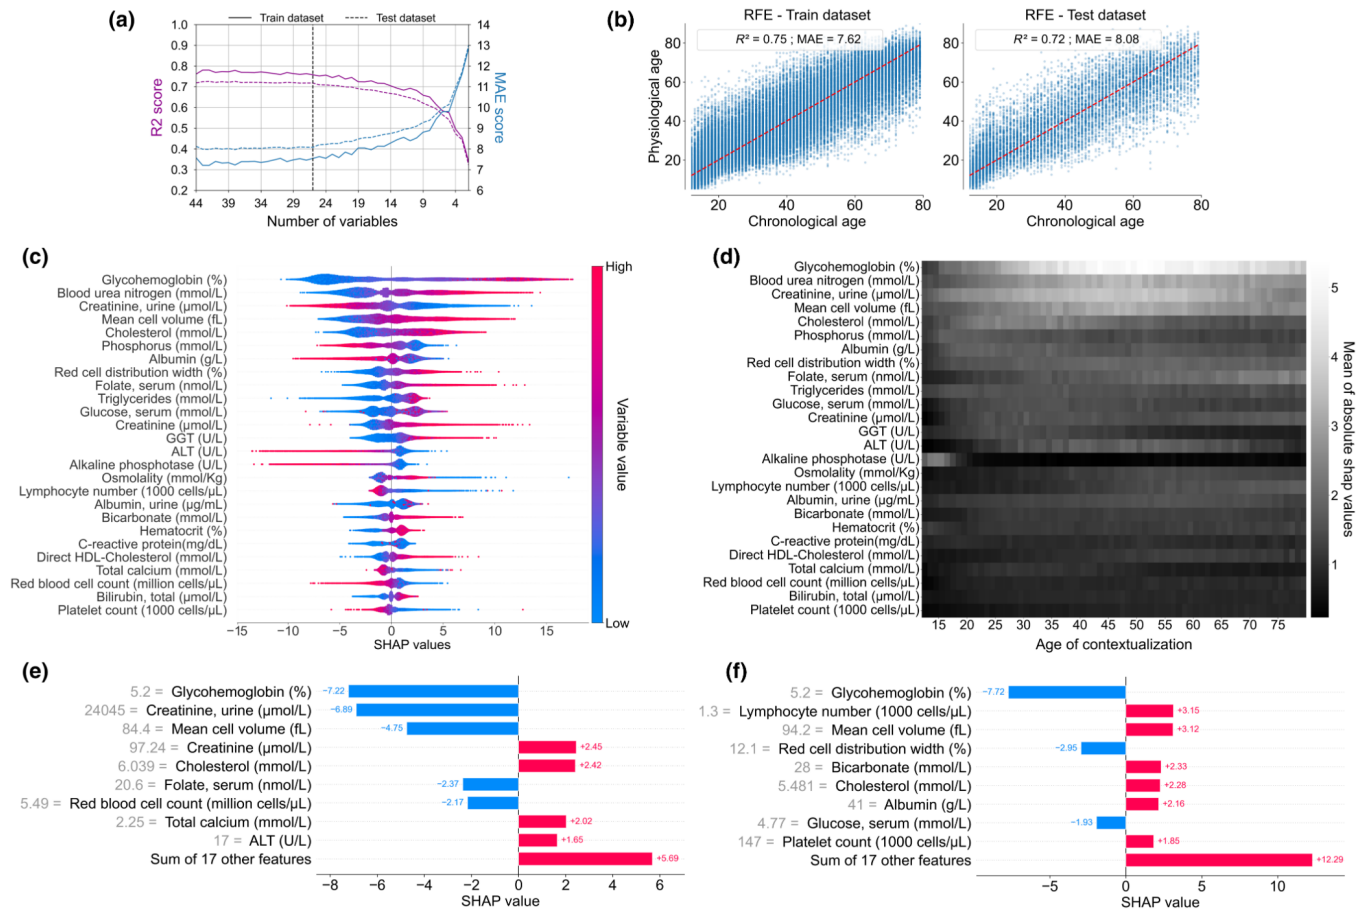 (a)
Train dataset
Test dataset
1.0
0.9
0.8
0.7
0.6
0.5
0.4
0.3
0.2
R2 score
14
13
12
11
10
9
8
7
6
MAE score
44 39 34 29 24 19 14 9 4
Number of variables
(b)
RFE - Train dataset
R² = 0.75 ; MAE = 7.62
80
60
40
20
Physiological age
20 40 60 80
Chronological age
RFE - Test dataset
R² = 0.72 ; MAE = 8.08
80
60
40
20
20 40 60 80
Chronological age
(c)
Glycohemoglobin (%)
Blood urea nitrogen (mmol/L)
Creatinine, urine (µmol/L)
Mean cell volume (fL)
Cholesterol (mmol/L)
Phosphorus (mmol/L)
Albumin (g/L)
Red cell distribution width (%)
Folate, serum (mmol/L)
Triglycerides (mmol/L)
Glucose, serum (mmol/L)
Creatinine (µmol/L)
GGT (U/L)
ALT (U/L)
Alkaline phosphotase (U/L)
Osmolality (mmol/Kg)
Lymphocyte number (1000 cells/µL)
Albumin, urine (µg/mL)
Bicarbonate (mmol/L)
Hematocrit (%)
C-reactive protein(mg/dL)
Direct HDL-Cholesterol (mmol/L)
Total calcium (mmol/L)
Red blood cell count (million cells/µL)
Bilirubin, total (µmol/L)
Platelet count (1000 cells/µL)
−15 −10 −5 0 5 10 15
SHAP values
High
Variable value
Low
(d)
Glycohemoglobin (%)
Blood urea nitrogen (mmol/L)
Creatinine, urine (µmol/L)
Mean cell volume (fL)
Cholesterol (mmol/L)
Phosphorus (mmol/L)
Albumin (g/L)
Red cell distribution width (%)
Folate, serum (mmol/L)
Triglycerides (mmol/L)
Glucose, serum (mmol/L)
Creatinine (µmol/L)
GGT (U/L)
ALT (U/L)
Alkaline phosphotase (U/L)
Osmolality (mmol/Kg)
Lymphocyte number (1000 cells/µL)
Albumin, urine (µg/mL)
Bicarbonate (mmol/L)
Hematocrit (%)
C-reactive protein(mg/dL)
Direct HDL-Cholesterol (mmol/L)
Total calcium (mmol/L)
Red blood cell count (million cells/µL)
Bilirubin, total (µmol/L)
Platelet count (1000 cells/µL)
15 20 25 30 35 40 45 50 55 60 65 70 75
Age of contextualization
5
4
3
2
1
Mean of absolute shap values
(e)
5.2 = Glycohemoglobin (%) −7.22
24045 = Creatinine, urine (µmol/L) −6.89
84.4 = Mean cell volume (fL) −4.75
97.24 = Creatinine (µmol/L) +2.45
6.039 = Cholesterol (mmol/L) +2.42
20.6 = Folate, serum (mmol/L) −2.37
5.49 = Red blood cell count (million cells/µL) −2.17
2.25 = Total calcium (mmol/L) +2.02
17 = ALT (U/L) +1.65
Sum of 17 other features +5.69
−8 −6 −4 −2 0 2 4 6
SHAP value
(f)
5.2 = Glycohemoglobin (%) −7.72
1.3 = Lymphocyte number (1000 cells/µL) +3.15
94.2 = Mean cell volume (fL) +3.12
12.1 = Red cell distribution width (%) −2.95
28 = Bicarbonate (mmol/L) +2.33
5.481 = Cholesterol (mmol/L) +2.28
41 = Albumin (g/L) +2.16
4.77 = Glucose, serum (mmol/L) −1.93
147 = Platelet count (1000 cells/µL) +1.85
Sum of 17 other features +12.29
−5 0 5 10
SHAP value